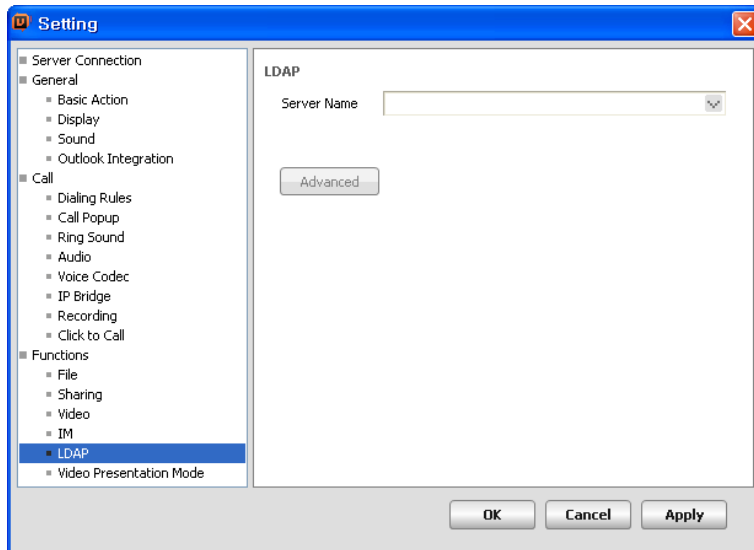 Setting
Server Connection
General
Basic Action
Display
Sound
Outlook Integration
Call
Dialing Rules
Call Popup
Ring Sound
Audio
Voice Codec
IP Bridge
Recording
Click to Call
Functions
File
Sharing
Video
IM
LDAP
Video Presentation Mode
LDAP
Server Name
Advanced
OK Cancel Apply